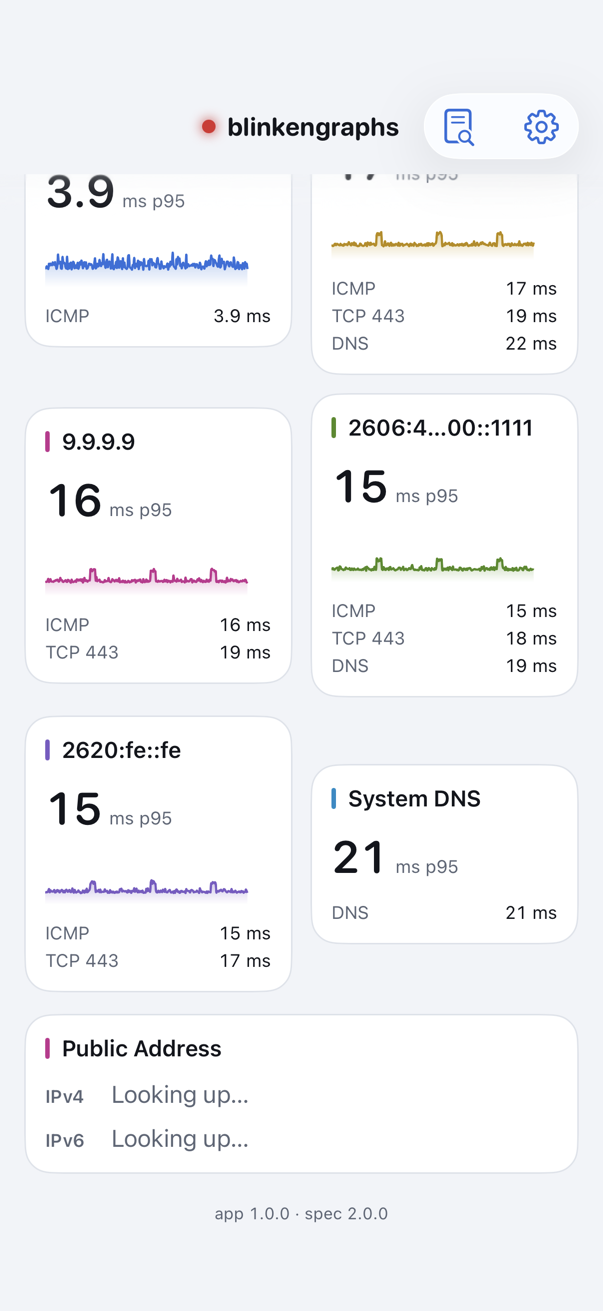 blinkengraphs
3.9 ms p95
ms p95
ICMP 3.9 ms
ICMP 17 ms
TCP 443 19 ms
DNS 22 ms
9.9.9.9
16 ms p95
ICMP 16 ms
TCP 443 19 ms
2606:4...00::1111
15 ms p95
ICMP 15 ms
TCP 443 18 ms
DNS 19 ms
2620:fe::fe
15 ms p95
ICMP 15 ms
TCP 443 17 ms
System DNS
21 ms p95
DNS 21 ms
Public Address
IPv4 Looking up...
IPv6 Looking up...
app 1.0.0 · spec 2.0.0